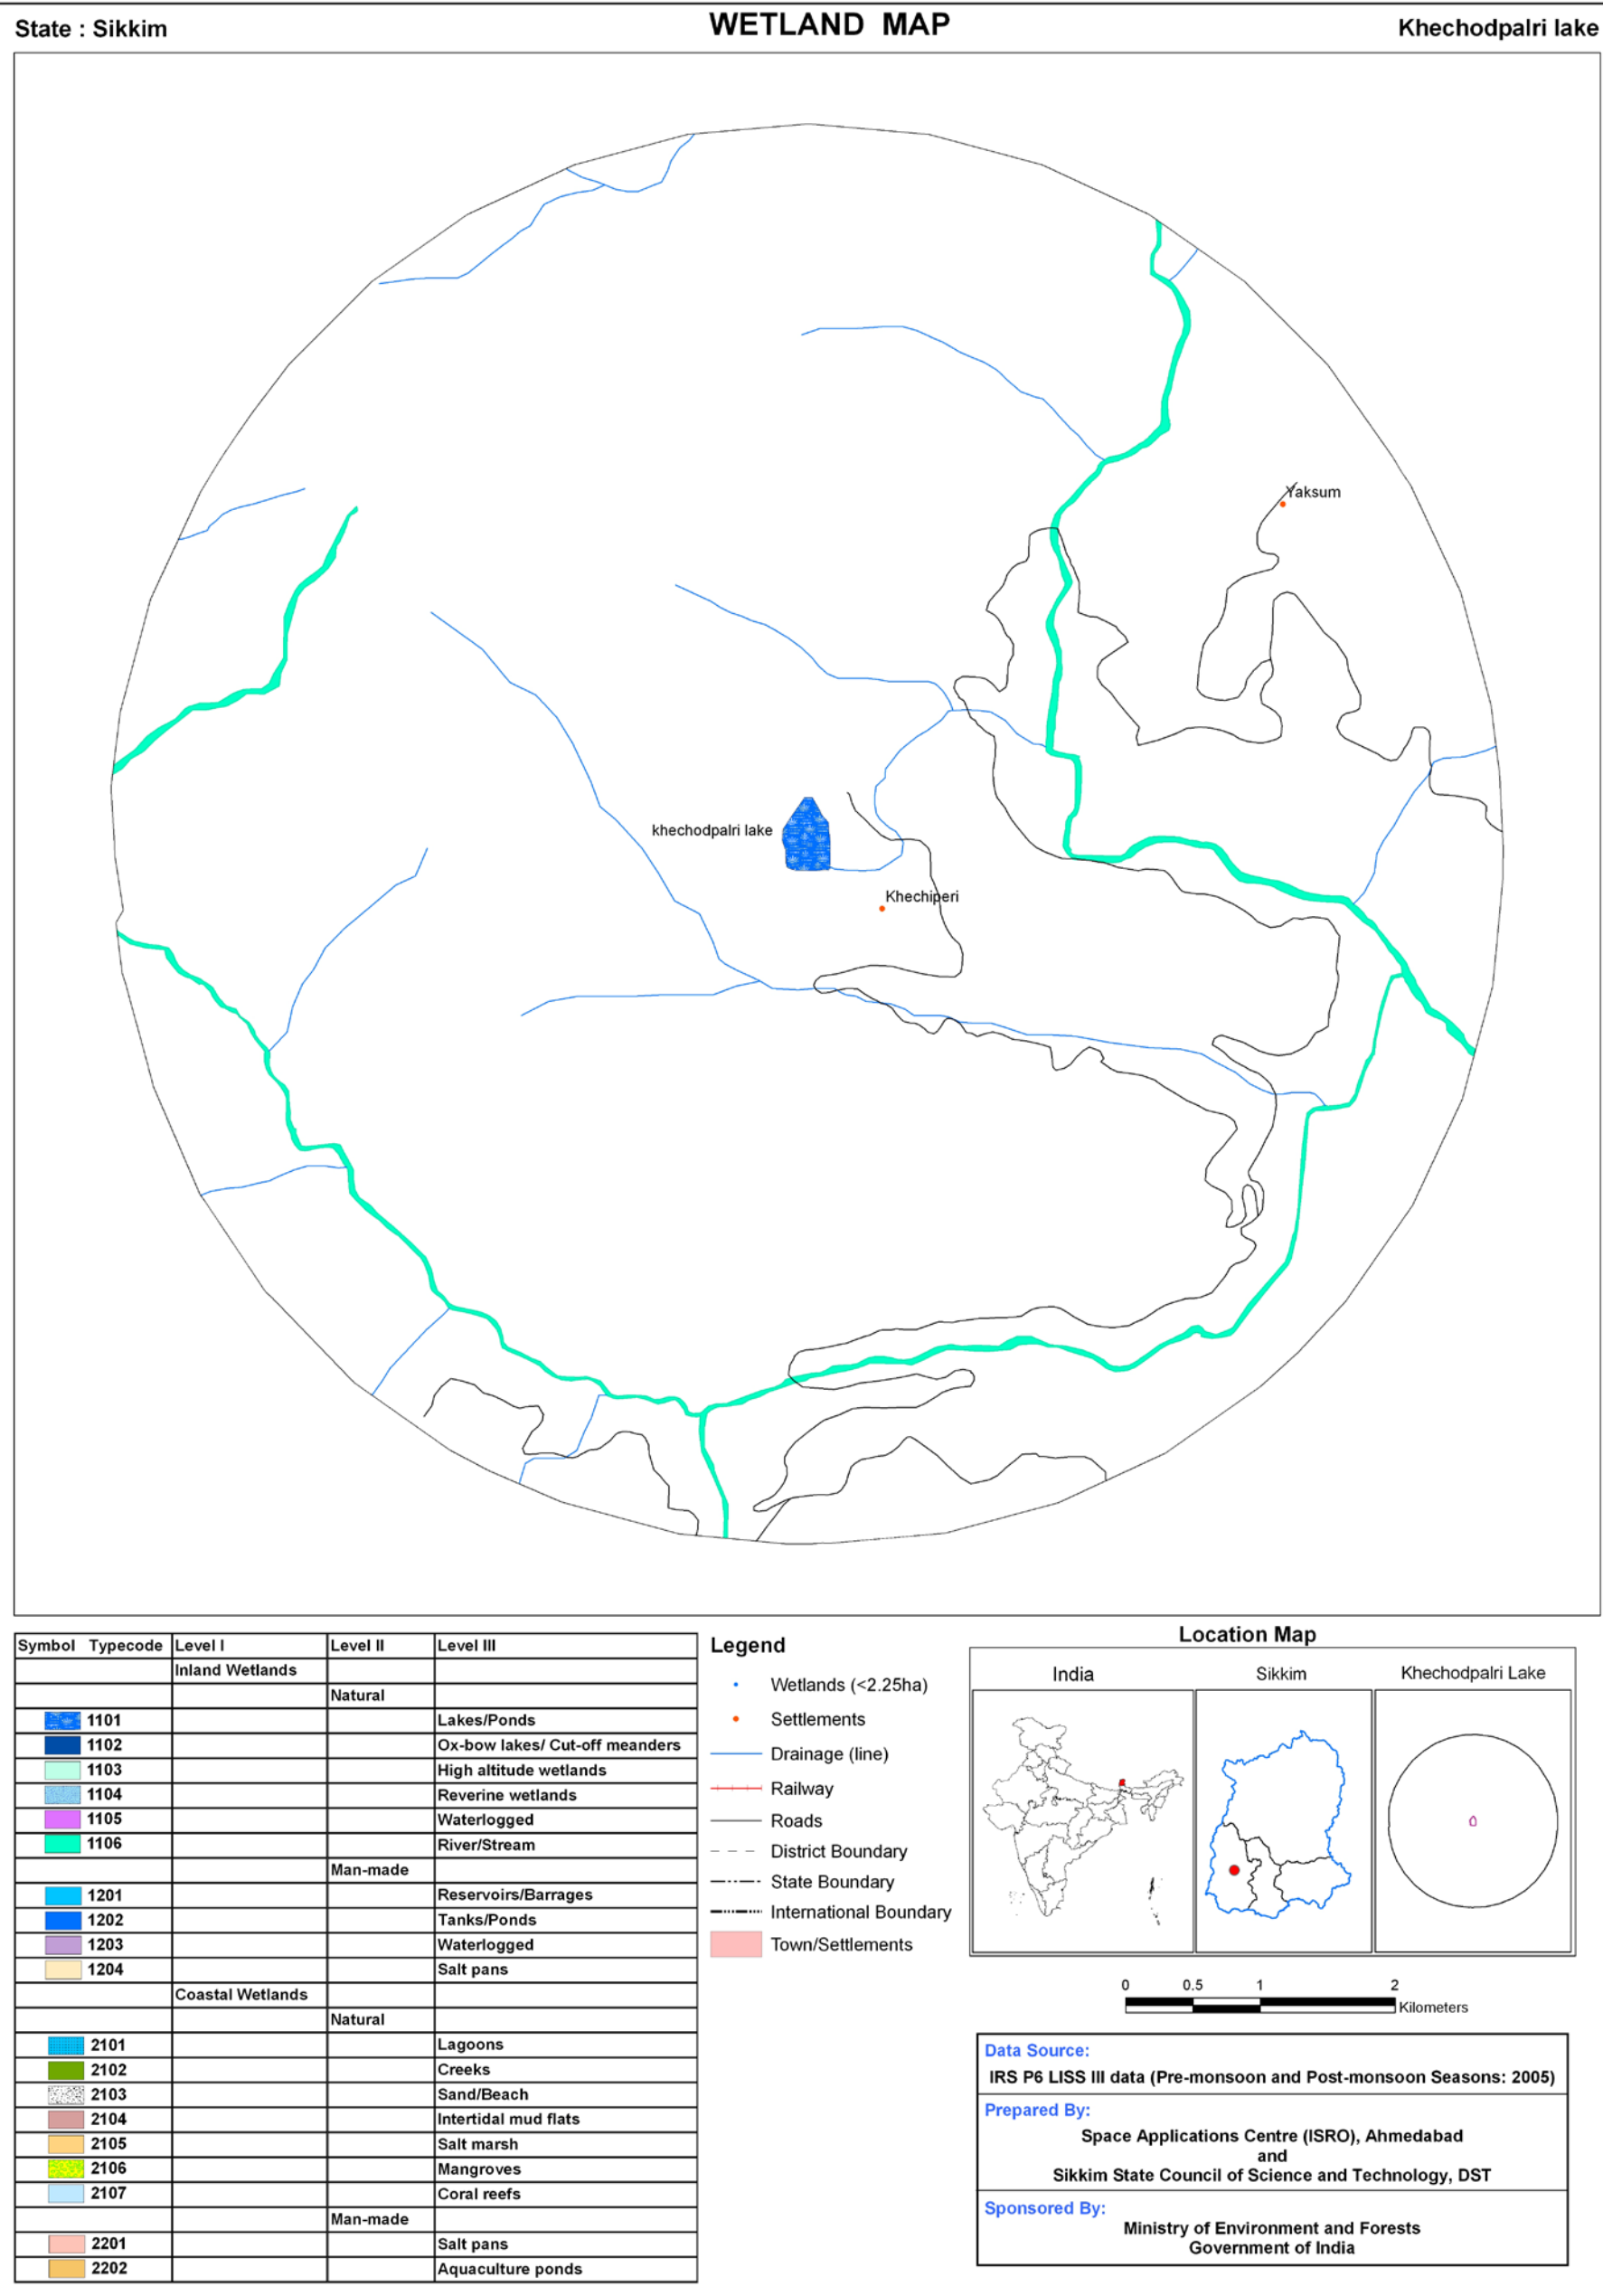 State : Sikkim
WETLAND MAP
Khechodpalri lake
Yaksum
khechodpalri lake
Khechiperi
Symbol Typecode Level I Level II Level III
Inland Wetlands
Natural
1101 Lakes/Ponds
1102 Ox-bow lakes/ Cut-off meanders
1103 High altitude wetlands
1104 Reverine wetlands
1105 Waterlogged
1106 River/Stream
Man-made
1201 Reservoirs/Barrages
1202 Tanks/Ponds
1203 Waterlogged
1204 Salt pans
Coastal Wetlands
Natural
2101 Lagoons
2102 Creeks
2103 Sand/Beach
2104 Intertidal mud flats
2105 Salt marsh
2106 Mangroves
2107 Coral reefs
Man-made
2201 Salt pans
2202 Aquaculture ponds
Legend
Wetlands (<2.25ha)
Settlements
Drainage (line)
Railway
Roads
District Boundary
State Boundary
International Boundary
Town/Settlements
Location Map
India Sikkim Khechodpalri Lake
0 0.5 1 2
Kilometers
Data Source:
IRS P6 LISS III data (Pre-monsoon and Post-monsoon Seasons: 2005)
Prepared By:
Space Applications Centre (ISRO), Ahmedabad
and
Sikkim State Council of Science and Technology, DST
Sponsored By:
Ministry of Environment and Forests
Government of India